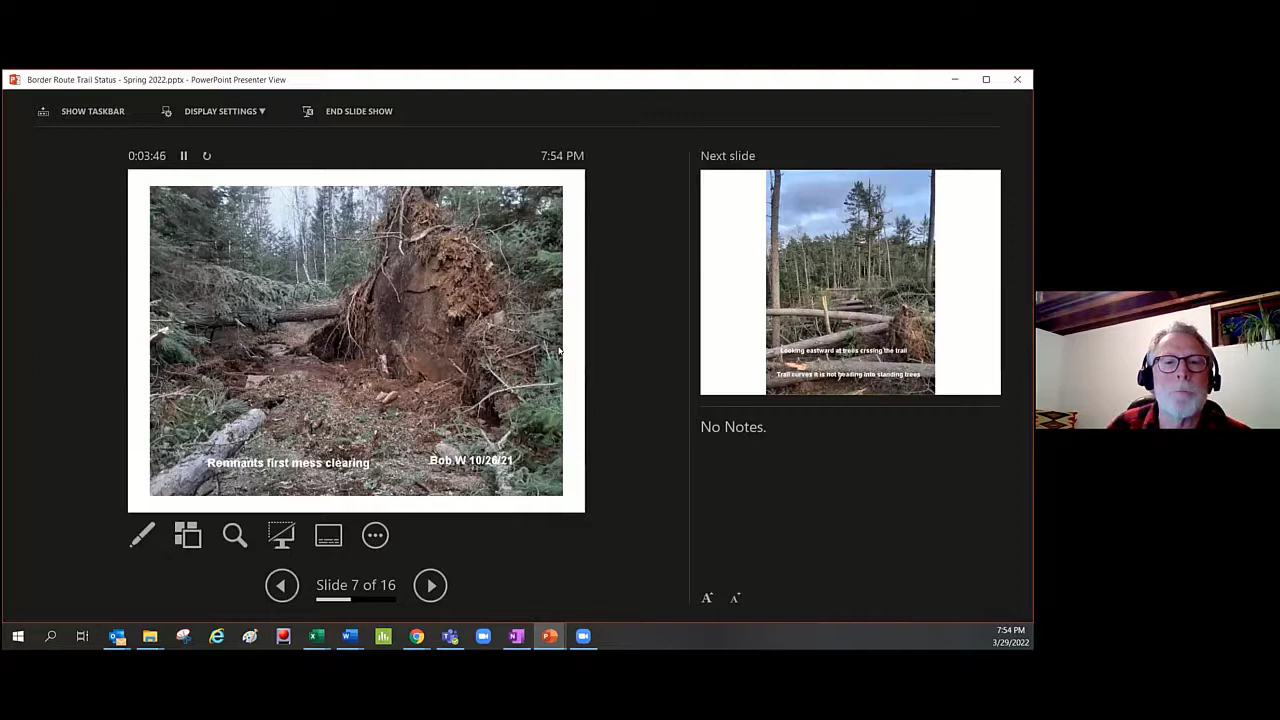 Border Route Trail Status - Spring 2022.pptx - PowerPoint Presenter View
SHOW TASKBAR
DISPLAY SETTINGS ▼
END SLIDE SHOW
0:03:46
7:54 PM
Remnants first mess clearing
Bob W 10/26/21
Slide 7 of 16
Next slide
Looking eastward at trees crssing the trail
Trail curves it is not heading into standing trees
No Notes.
7:54 PM
3/29/2022